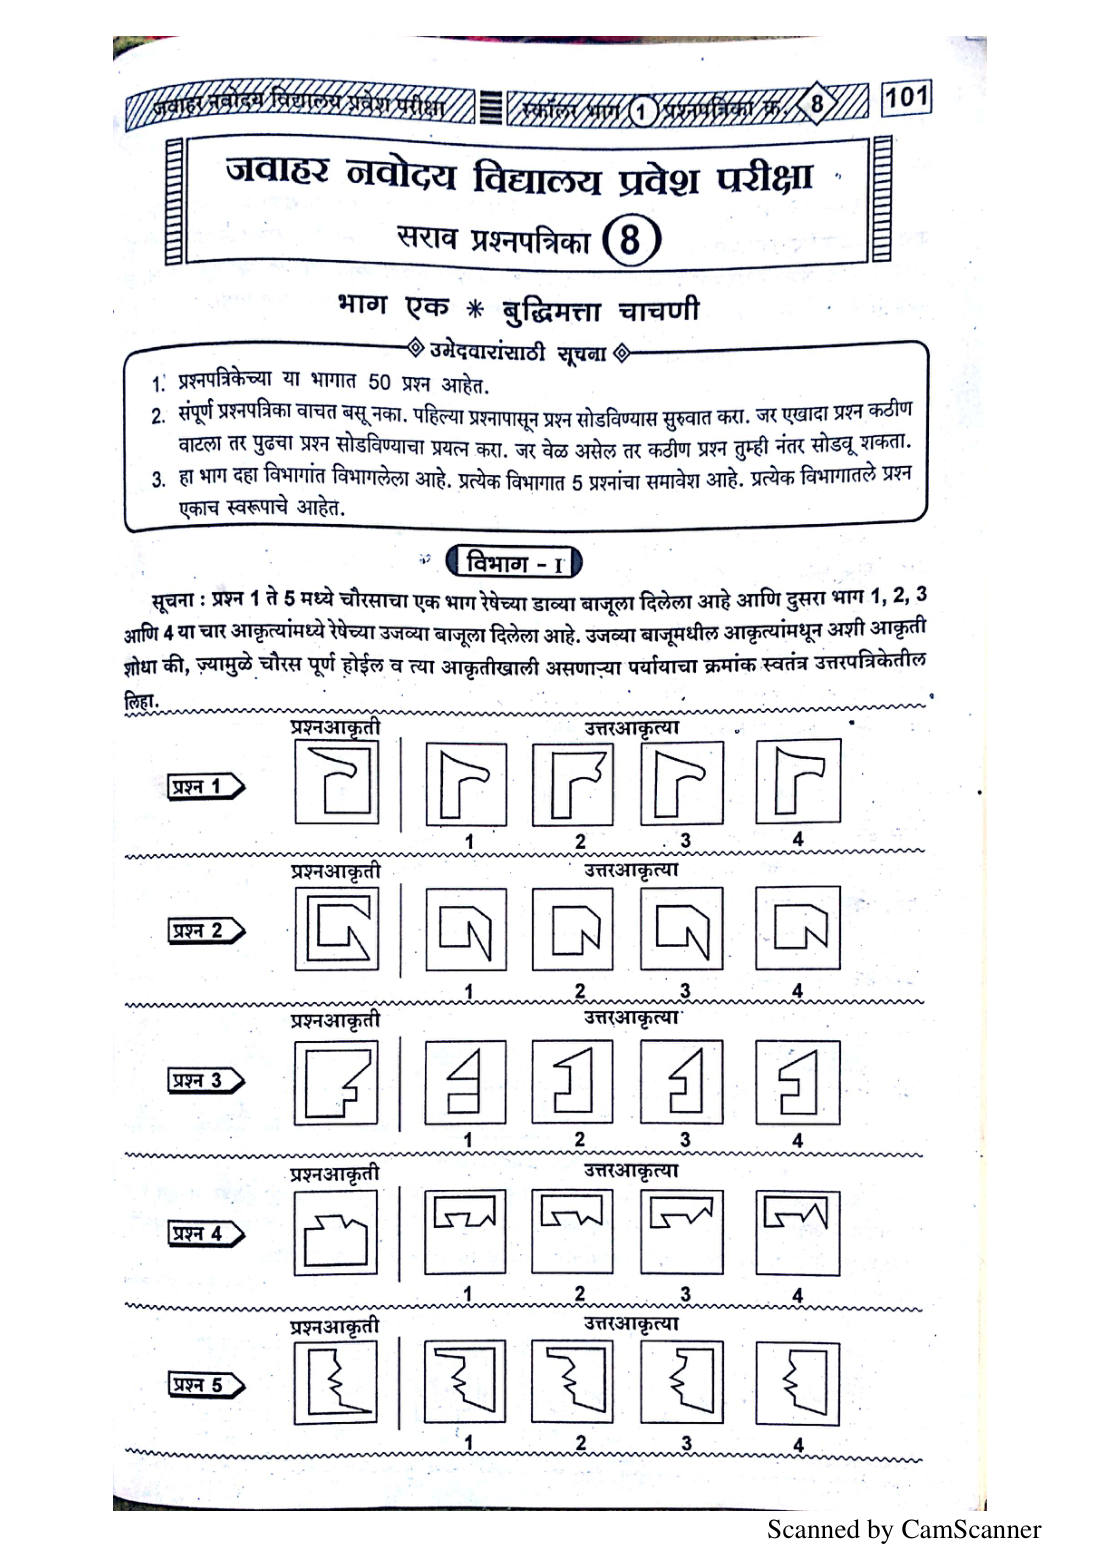 जवाहर नवोदय विद्यालय प्रवेश परीक्षा स्कॉलर भाग 1 प्रश्नपत्रिका क्र. 8 101
जवाहर नवोदय विद्यालय प्रवेश परीक्षा
सराव प्रश्नपत्रिका 8
भाग एक * बुद्धिमत्ता चाचणी
उमेदवारांसाठी सूचना
1. प्रश्नपत्रिकेच्या या भागात 50 प्रश्न आहेत.
2. संपूर्ण प्रश्नपत्रिका वाचत बसू नका. पहिल्या प्रश्नापासून प्रश्न सोडविण्यास सुरुवात करा. जर एखादा प्रश्न कठीण
वाटला तर पुढचा प्रश्न सोडविण्याचा प्रयत्न करा. जर वेळ असेल तर कठीण प्रश्न तुम्ही नंतर सोडवू शकता.
3. हा भाग दहा विभागांत विभागलेला आहे. प्रत्येक विभागात 5 प्रश्नांचा समावेश आहे. प्रत्येक विभागातले प्रश्न
एकाच स्वरूपाचे आहेत.
विभाग - I
सूचना : प्रश्न 1 ते 5 मध्ये चौरसाचा एक भाग रेषेच्या डाव्या बाजूला दिलेला आहे आणि दुसरा भाग 1, 2, 3
आणि 4 या चार आकृत्यांमध्ये रेषेच्या उजव्या बाजूला दिलेला आहे. उजव्या बाजूमधील आकृत्यांमधून अशी आकृती
शोधा की, ज्यामुळे चौरस पूर्ण होईल व त्या आकृतीखाली असणाऱ्या पर्यायाचा क्रमांक स्वतंत्र उत्तरपत्रिकेतील
लिहा.
प्रश्नआकृती उत्तरआकृत्या
प्रश्न 1
1 2 3 4
प्रश्नआकृती उत्तरआकृत्या
प्रश्न 2
1 2 3 4
प्रश्नआकृती उत्तरआकृत्या
प्रश्न 3
1 2 3 4
प्रश्नआकृती उत्तरआकृत्या
प्रश्न 4
1 2 3 4
प्रश्नआकृती उत्तरआकृत्या
प्रश्न 5
1 2 3 4
Scanned by CamScanner